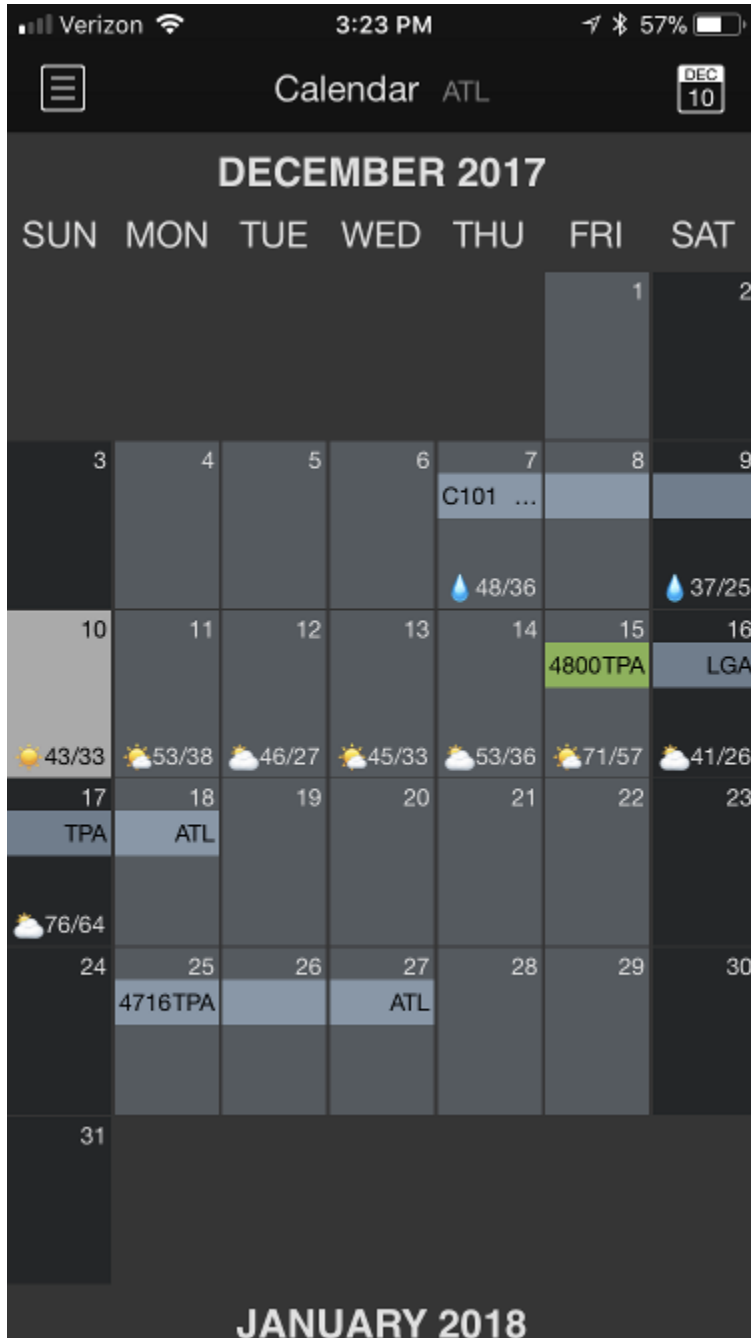 Verizon 3:23 PM 57%
Calendar ATL DEC 10
DECEMBER 2017
SUN MON TUE WED THU FRI SAT
1 2
3 4 5 6 7 8 9
C101 ...
48/36 37/25
10 11 12 13 14 15 16
4800TPA LGA
43/33 53/38 46/27 45/33 53/36 71/57 41/26
17 18 19 20 21 22 23
TPA ATL
76/64
24 25 26 27 28 29 30
4716TPA ATL
31
JANUARY 2018